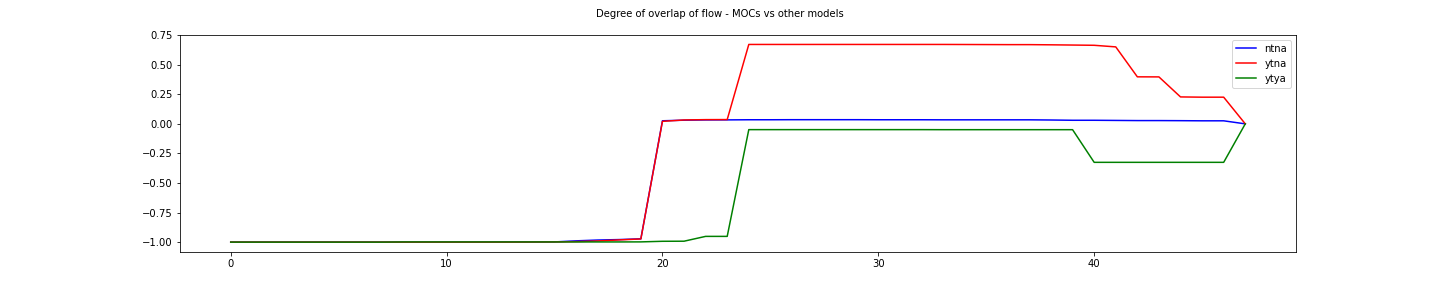 Degree of overlap of flow - MOCs vs other models
0.75
0.50
0.25
0.00
−0.25
−0.50
−0.75
−1.00
0 10 20 30 40
ntna
ytna
ytya